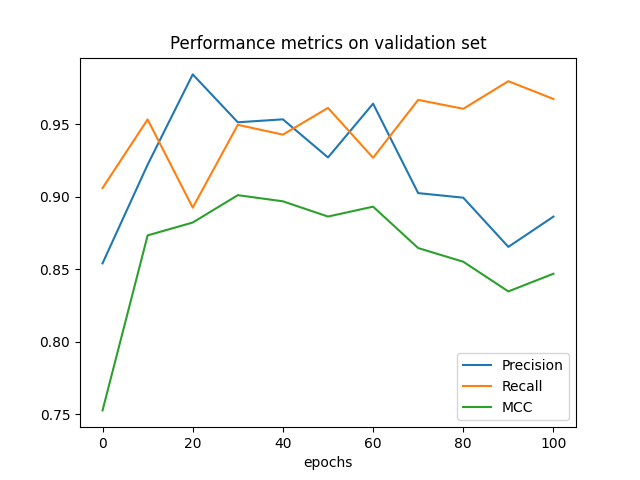 Performance metrics on validation set
0.95
0.90
0.85
0.80
0.75
Precision
Recall
MCC
0 20 40 60 80 100
epochs